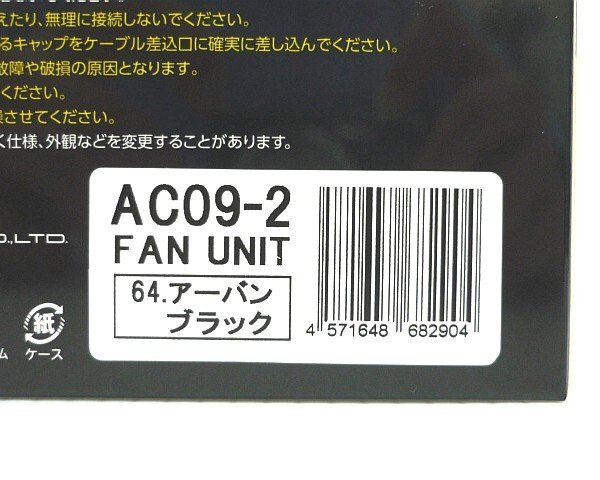 えたり、無理に接続しないでください。
るキャップをケーブル差込口に確実に差し込んでください。
故障や破損の原因となります。
ください。
させてください。
く仕様、外観などを変更することがあります。
AC09-2
FAN UNIT
64.アーバン
ブラック
4 571648 682904
O.,LTD.
紙
ム ケース